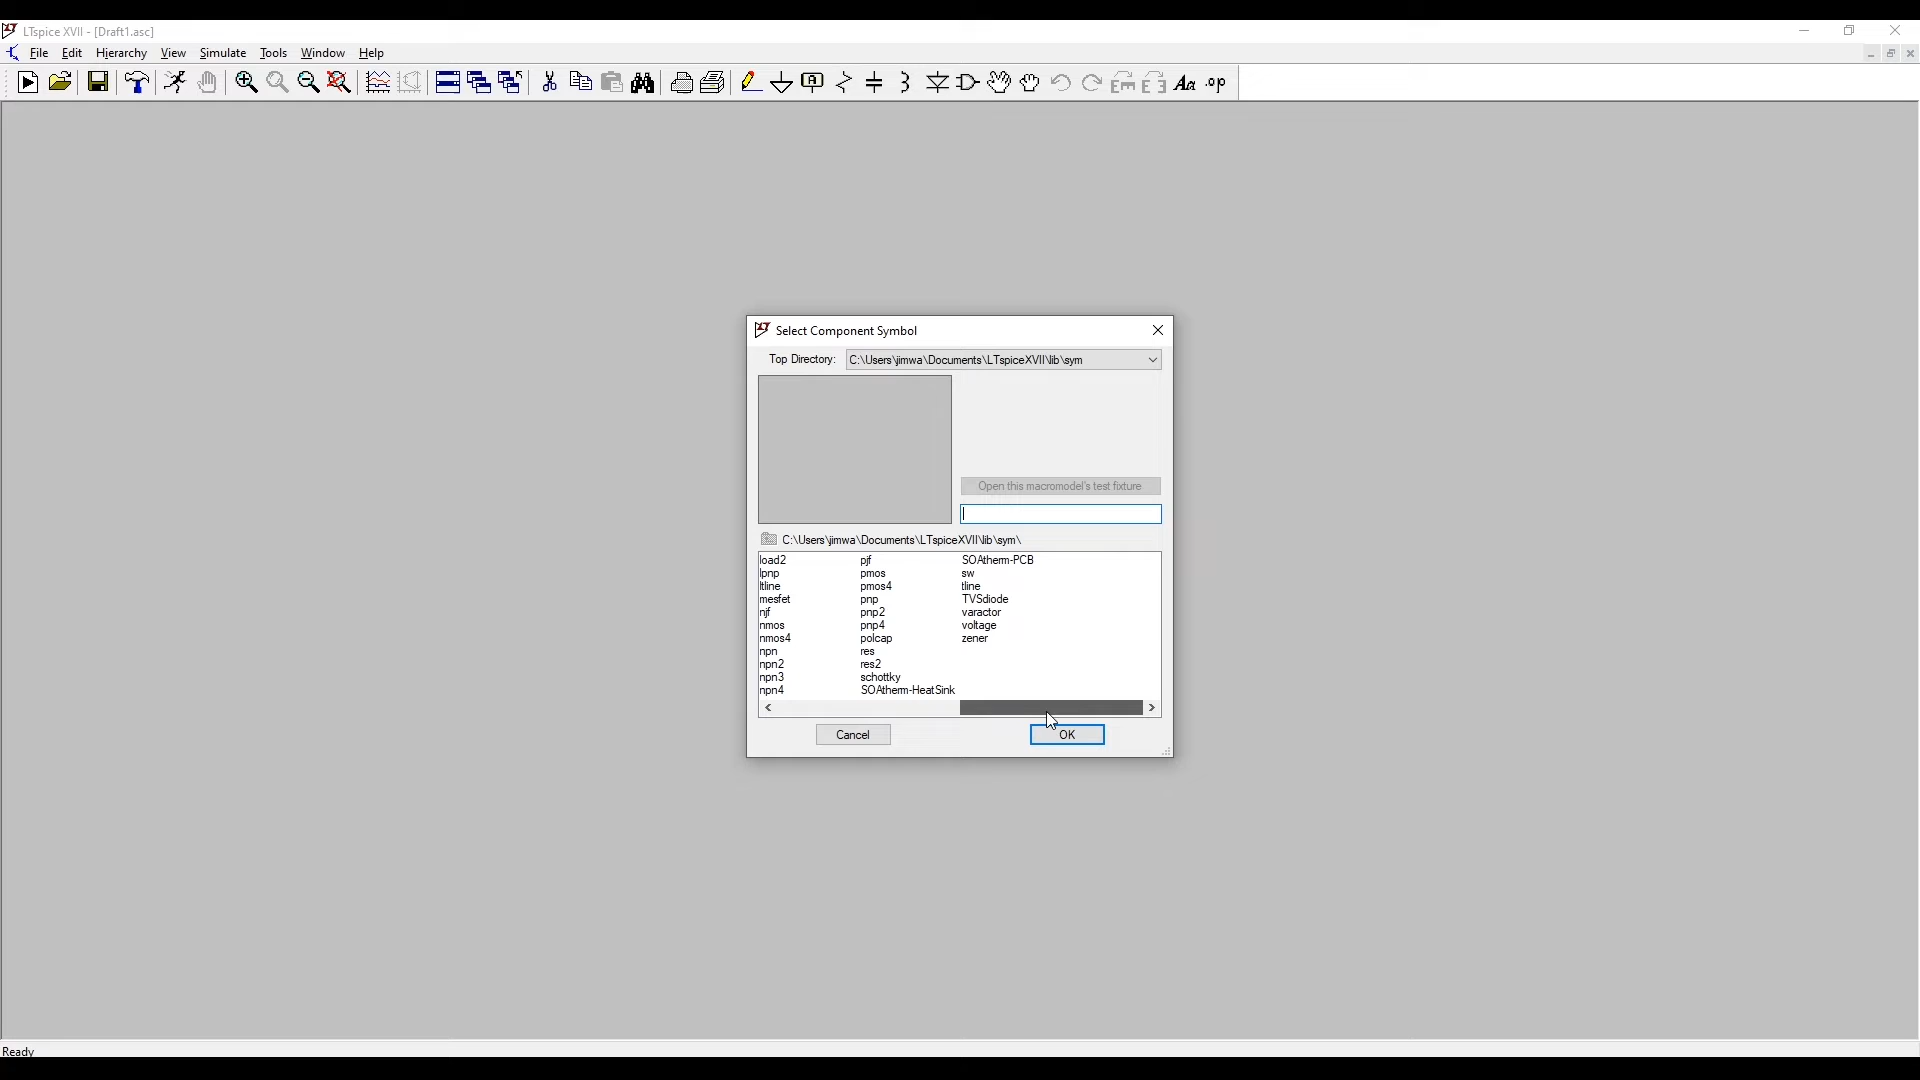 LTspice XVII - [Draft1.asc]
File Edit Hierarchy View Simulate Tools Window Help
A Aa .op
Select Component Symbol
Top Directory: C:\Users\jimwa\Documents\LTspiceXVII\lib\sym
Open this macromodel's test fixture
C:\Users\jimwa\Documents\LTspiceXVII\lib\sym\
load2 pjf SOAtherm-PCB
lpnp pmos sw
ltline pmos4 tline
mesfet pnp TVSdiode
njf pnp2 varactor
nmos pnp4 voltage
nmos4 polcap zener
npn res
npn2 res2
npn3 schottky
npn4 SOAtherm-HeatSink
Cancel OK
Ready